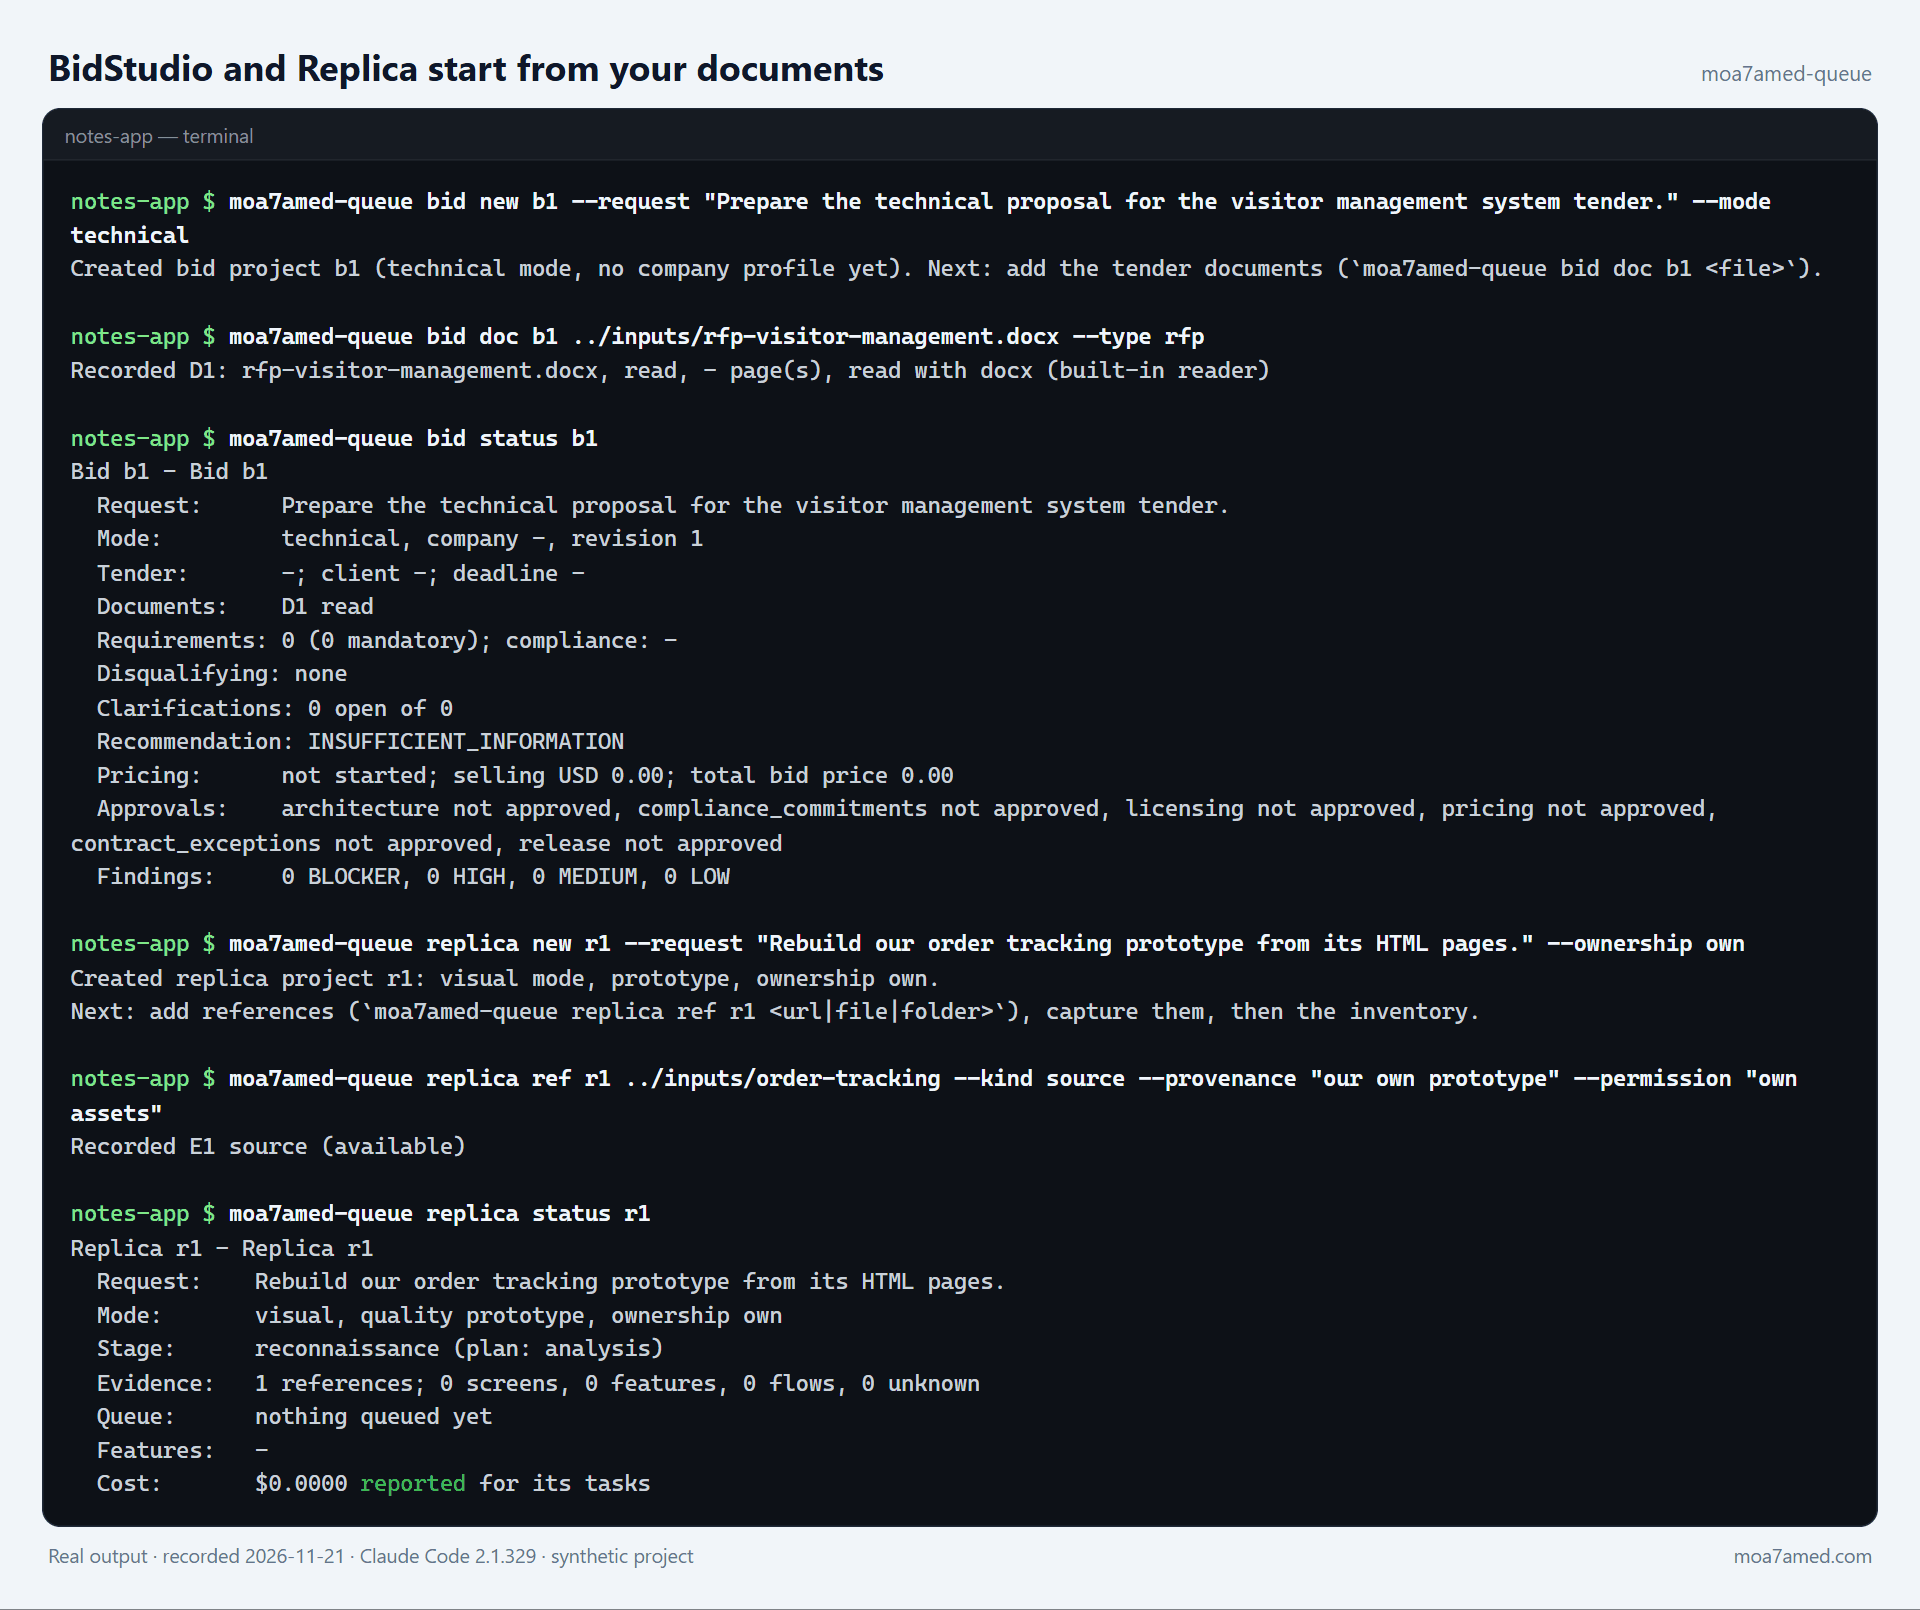 BidStudio and Replica start from your documents
moa7amed-queue
notes-app — terminal
notes-app $ moa7amed-queue bid new b1 --request "Prepare the technical proposal for the visitor management system tender." --mode
technical
Created bid project b1 (technical mode, no company profile yet). Next: add the tender documents (`moa7amed-queue bid doc b1 <file>`).
notes-app $ moa7amed-queue bid doc b1 ../inputs/rfp-visitor-management.docx --type rfp
Recorded D1: rfp-visitor-management.docx, read, - page(s), read with docx (built-in reader)
notes-app $ moa7amed-queue bid status b1
Bid b1 - Bid b1
  Request:      Prepare the technical proposal for the visitor management system tender.
  Mode:         technical, company -, revision 1
  Tender:       -; client -; deadline -
  Documents:    D1 read
  Requirements: 0 (0 mandatory); compliance: -
  Disqualifying: none
  Clarifications: 0 open of 0
  Recommendation: INSUFFICIENT_INFORMATION
  Pricing:      not started; selling USD 0.00; total bid price 0.00
  Approvals:    architecture not approved, compliance_commitments not approved, licensing not approved, pricing not approved,
contract_exceptions not approved, release not approved
  Findings:     0 BLOCKER, 0 HIGH, 0 MEDIUM, 0 LOW
notes-app $ moa7amed-queue replica new r1 --request "Rebuild our order tracking prototype from its HTML pages." --ownership own
Created replica project r1: visual mode, prototype, ownership own.
Next: add references (`moa7amed-queue replica ref r1 <url|file|folder>`), capture them, then the inventory.
notes-app $ moa7amed-queue replica ref r1 ../inputs/order-tracking --kind source --provenance "our own prototype" --permission "own
assets"
Recorded E1 source (available)
notes-app $ moa7amed-queue replica status r1
Replica r1 - Replica r1
  Request:    Rebuild our order tracking prototype from its HTML pages.
  Mode:       visual, quality prototype, ownership own
  Stage:      reconnaissance (plan: analysis)
  Evidence:   1 references; 0 screens, 0 features, 0 flows, 0 unknown
  Queue:      nothing queued yet
  Features:   -
  Cost:       $0.0000 reported for its tasks
Real output · recorded 2026-11-21 · Claude Code 2.1.329 · synthetic project
moa7amed.com